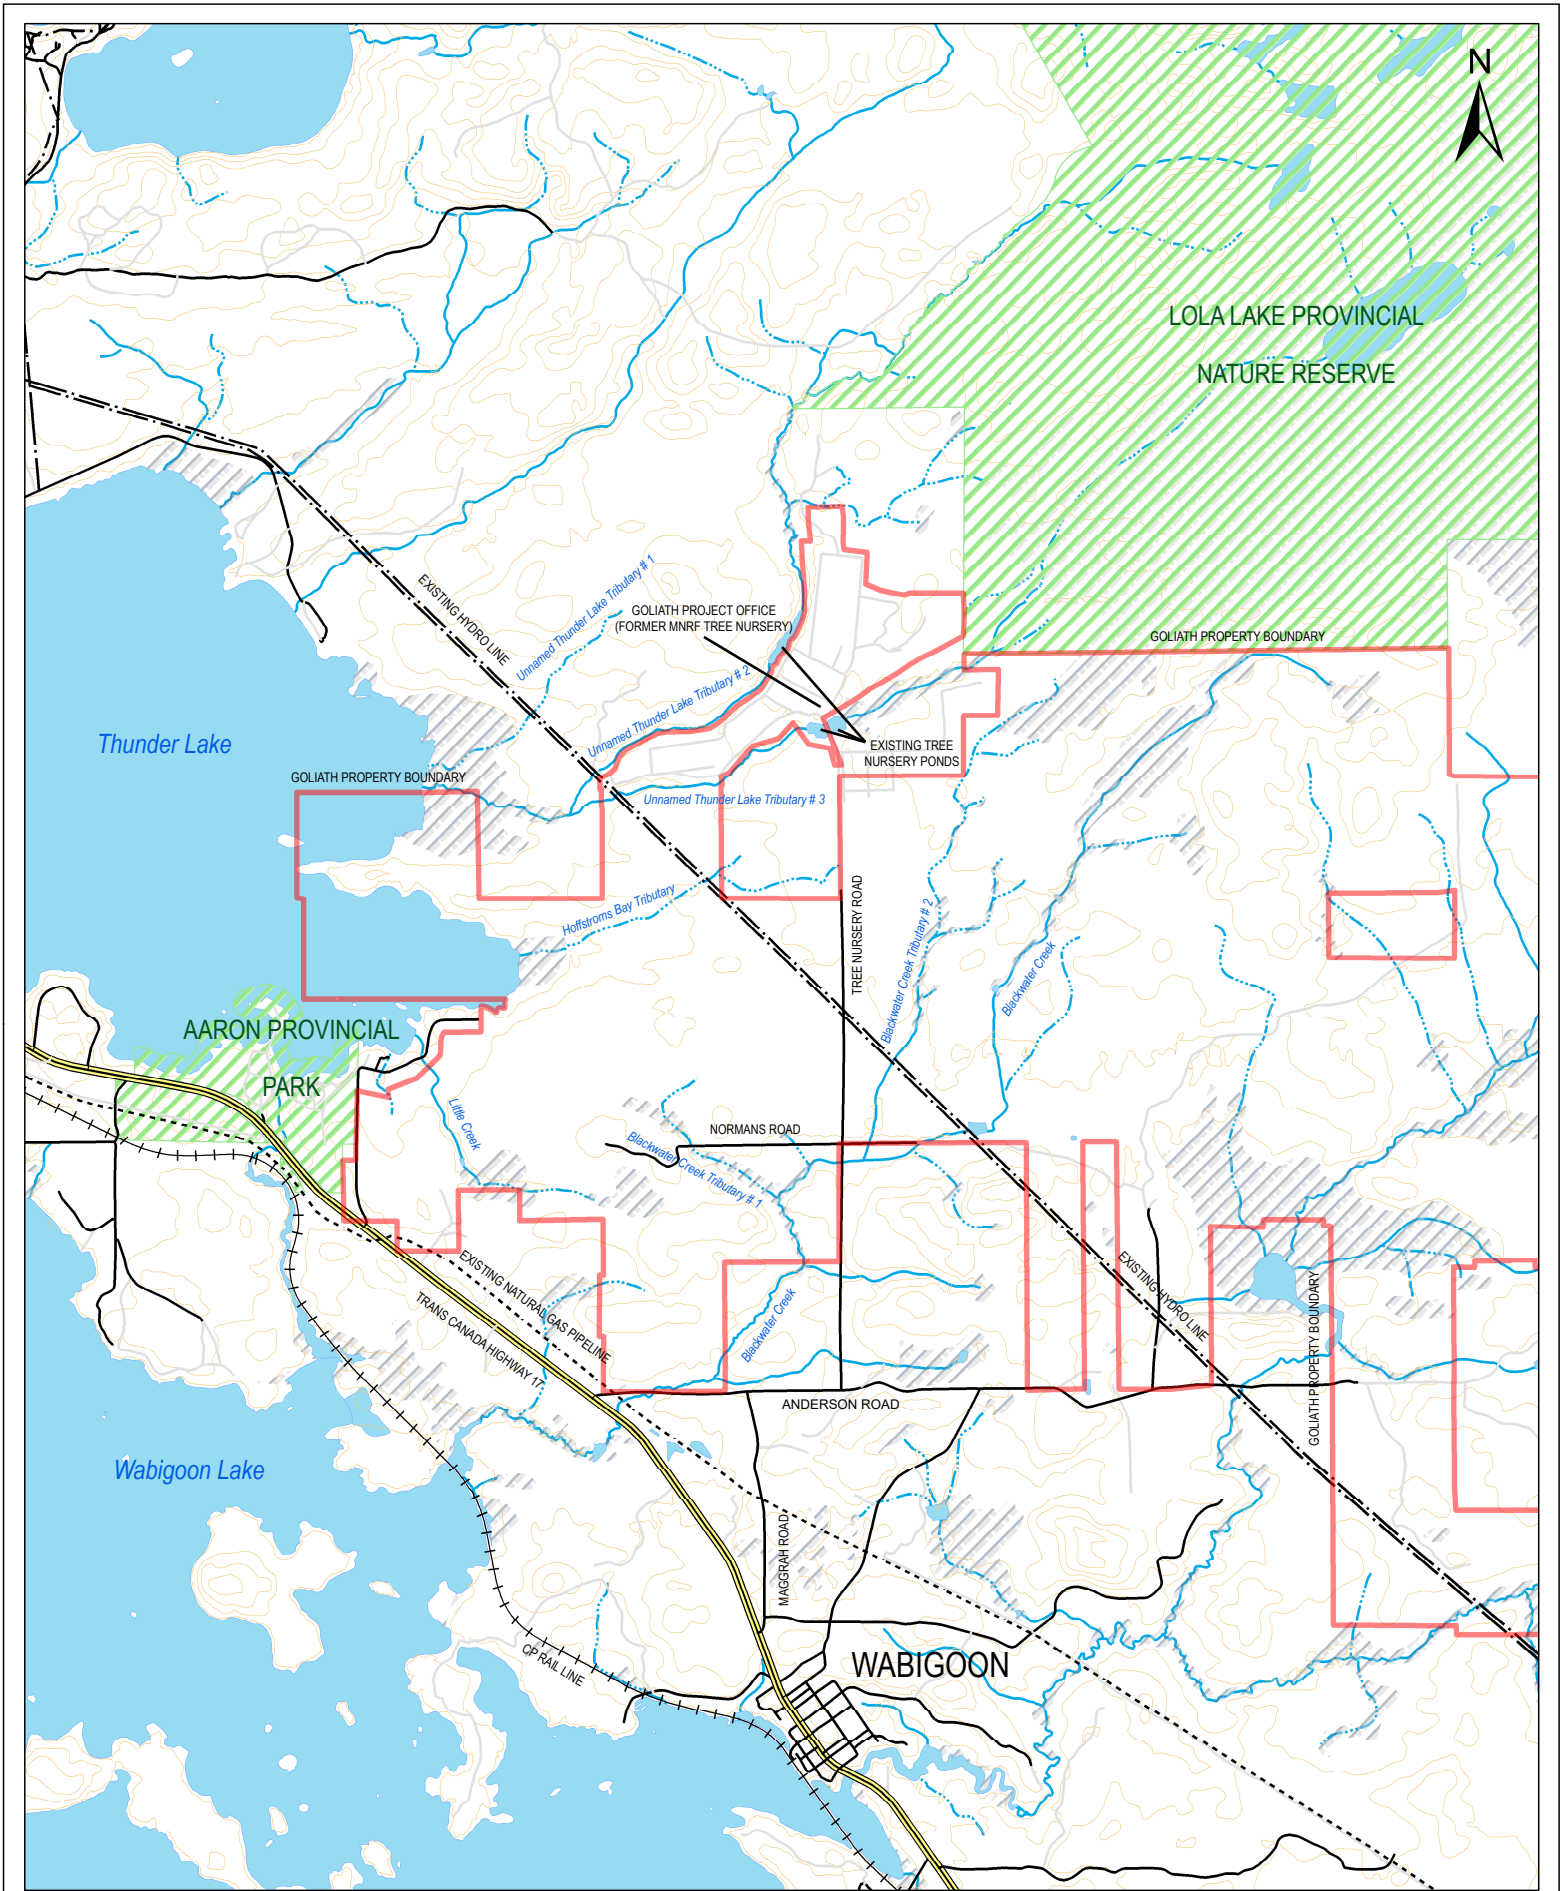 N
LOLA LAKE PROVINCIAL
NATURE RESERVE
EXISTING HYDRO LINE
Unnamed Thunder Lake Tributary # 1
GOLIATH PROJECT OFFICE
(FORMER MNRF TREE NURSERY)
GOLIATH PROPERTY BOUNDARY
Unnamed Thunder Lake Tributary # 2
Thunder Lake
EXISTING TREE
NURSERY PONDS
GOLIATH PROPERTY BOUNDARY
Unnamed Thunder Lake Tributary # 3
Hoffstroms Bay Tributary
TREE NURSERY ROAD
Blackwater Creek Tributary # 2
Blackwater Creek
AARON PROVINCIAL
PARK
Little Creek
NORMANS ROAD
Blackwater Creek Tributary # 1
EXISTING NATURAL GAS PIPELINE
TRANS CANADA HIGHWAY 17
Blackwater Creek
EXISTING HYDRO LINE
GOLIATH PROPERTY BOUNDARY
ANDERSON ROAD
Wabigoon Lake
MAGGRAH ROAD
CP RAIL LINE
WABIGOON